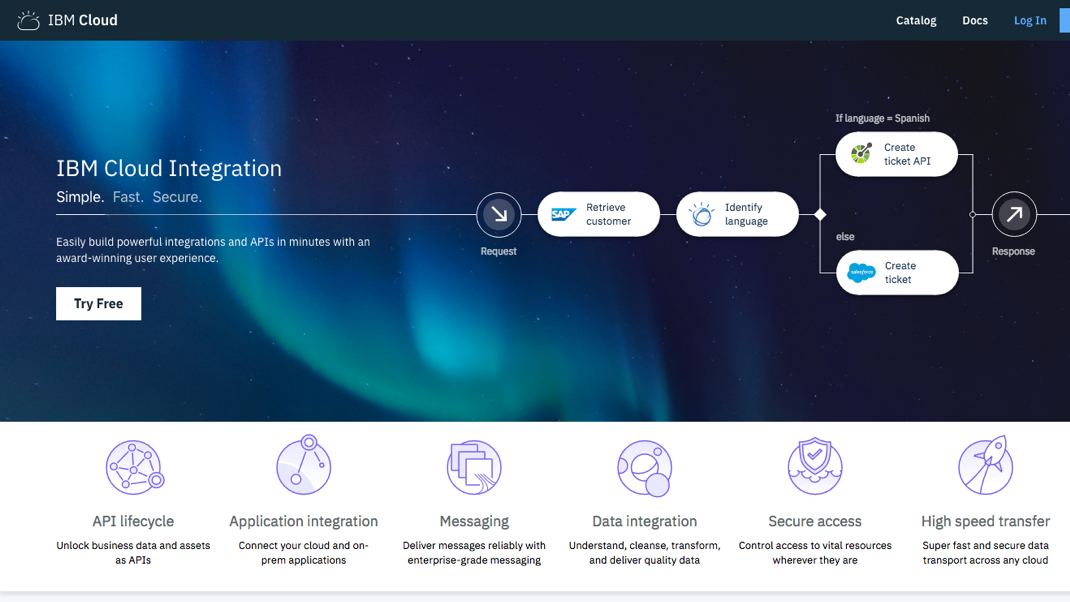 IBM Cloud
Catalog
Docs
Log In
IBM Cloud Integration
Simple. Fast. Secure.
Easily build powerful integrations and APIs in minutes with an
award-winning user experience.
Try Free
Request
SAP
Retrieve
customer
Identify
language
If language = Spanish
Create
ticket API
else
salesforce
Create
ticket
Response
API lifecycle
Unlock business data and assets
as APIs
Application integration
Connect your cloud and on-
prem applications
Messaging
Deliver messages reliably with
enterprise-grade messaging
Data integration
Understand, cleanse, transform,
and deliver quality data
Secure access
Control access to vital resources
wherever they are
High speed transfer
Super fast and secure data
transport across any cloud